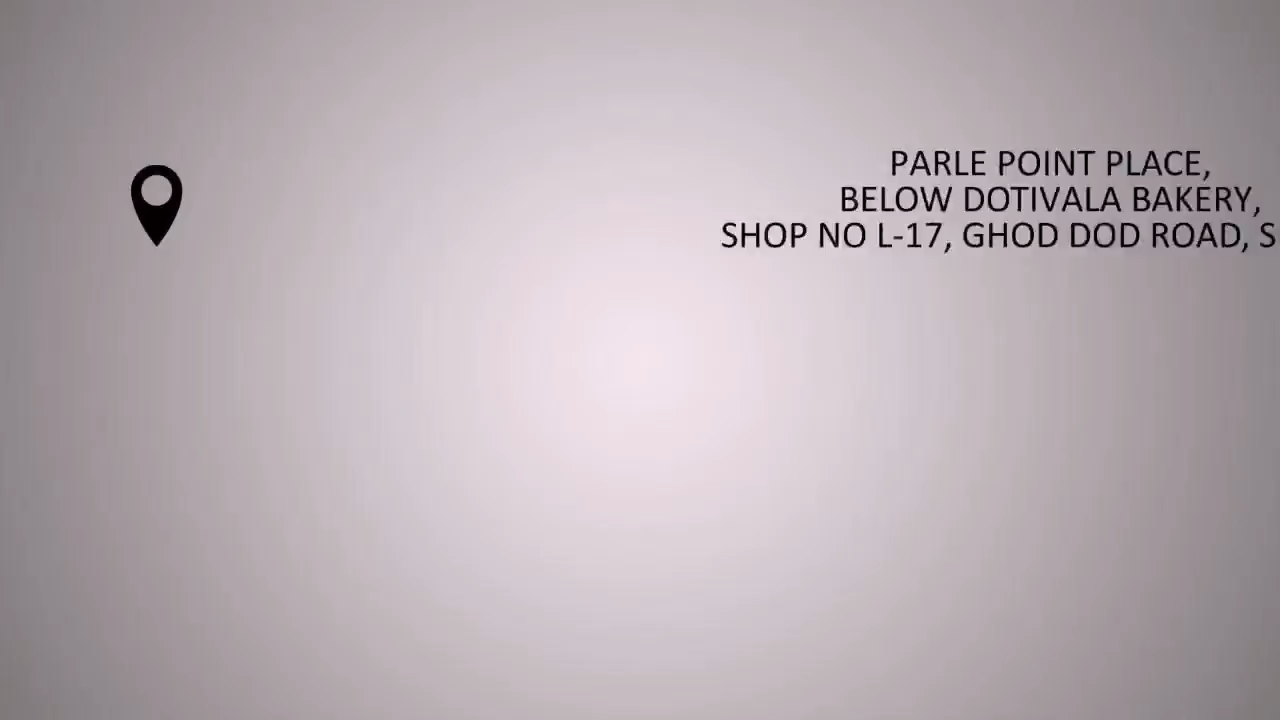 PARLE POINT PLACE,
BELOW DOTIVALA BAKERY,
SHOP NO L-17, GHOD DOD ROAD, S